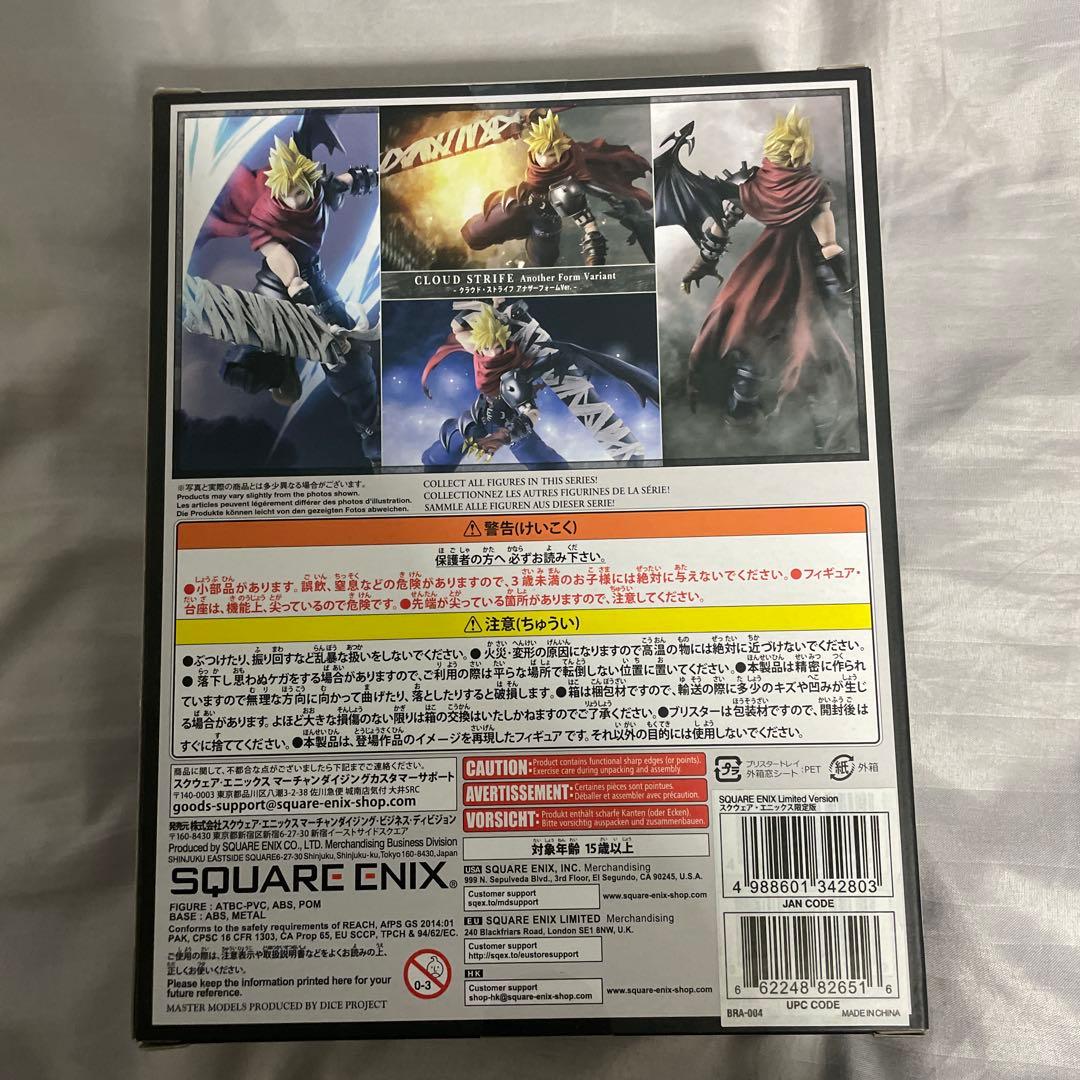 CLOUD STRIFE Another Form Variant
- クラウド・ストライフ アナザーフォームVer. -
※写真と実際の商品とは多少異なる場合がございます。
Products may vary slightly from the photos shown.
Les articles peuvent légèrement différer des photos d'illustration.
Die Produkte können leicht von den gezeigten Fotos abweichen.
COLLECT ALL FIGURES IN THIS SERIES!
COLLECTIONNEZ LES AUTRES FIGURINES DE LA SÉRIE!
SAMMLE ALLE FIGUREN AUS DIESER SERIE!
⚠警告(けいこく)
保護者の方へ 必ずお読み下さい。
●小部品があります。誤飲、窒息などの危険がありますので、3歳未満のお子様には絶対に与えないでください。●フィギュア・
台座は、機能上、尖っているので危険です。●先端が尖っている箇所がありますので、注意してください。
⚠注意(ちゅうい)
●ぶつけたり、振り回すなど乱暴な扱いをしないでください。●火災・変形の原因になりますので高温の物には絶対に近づけないでください。
●落下し思わぬケガをする場合がありますので、ご利用の際は平らな場所で転倒しない位置に置いてください。●本製品は精密に作られ
ていますので無理な方向に向かって曲げたり、落としたりすると破損します。●箱は梱包材ですので、輸送の際に多少のキズや凹みが生じ
る場合があります。よほど大きな損傷のない限りは箱の交換はいたしかねますのでご了承ください。●ブリスターは包装材ですので、開封後は
すぐに捨ててください。●本製品は、登場作品のイメージを再現したフィギュアです。それ以外の目的には使用しないでください。
商品に関して、不都合な点がございましたら下記までご連絡ください。
スクウェア・エニックス マーチャンダイジングカスタマーサポート
〒140-0003 東京都品川区八潮3-2-38 佐川急便 城南店気付 大井SRC
goods-support@square-enix-shop.com
発売元 株式会社スクウェア・エニックス マーチャンダイジング・ビジネス・ディビジョン
〒160-8430 東京都新宿区新宿6-27-30 新宿イーストサイドスクエア
Produced by SQUARE ENIX CO., LTD. Merchandising Business Division
SHINJUKU EASTSIDE SQUARE6-27-30 Shinjuku, Shinjuku-ku,Tokyo 160-8430, Japan
SQUARE ENIX®
FIGURE : ATBC-PVC, ABS, POM
BASE : ABS, METAL
Conforms to the safety requirements of REACH, AfPS GS 2014:01
PAK, CPSC 16 CFR 1303, CA Prop 65, EU SCCP, TPCH & 94/62/EC.
ご使用の際は、注意表示や取扱説明書などをよくお読みの上、
正しくお使いください。
Please keep the information printed here for your
future reference.
MASTER MODELS PRODUCED BY DICE PROJECT
0-3
CAUTION: Product contains functional sharp edges (or points).
Exercise care during unpacking and assembly.
AVERTISSEMENT: Certaines pièces sont pointues.
Déballer et assembler avec précaution.
VORSICHT: Produkt enthält scharfe Kanten (oder Ecken).
Bitte vorsichtig auspacken und zusammenbauen.
対象年齢 15歳以上
USA SQUARE ENIX, INC. Merchandising
999 N. Sepulveda Blvd., 3rd Floor, El Segundo, CA 90245, U.S.A.
Customer support
sqex.to/mdsupport
EU SQUARE ENIX LIMITED Merchandising
240 Blackfriars Road, London SE1 8NW, U.K.
Customer support
http://sqex.to/eustoresupport
HK
Customer support
shop-hk@square-enix-shop.com
プラ
ブリスタートレイ・
外箱窓シート:PET
紙 外箱
SQUARE ENIX Limited Version
スクウェア・エニックス限定版
4 988601 342803
JAN CODE
6 62248 82651 6
UPC CODE
BRA-004
MADE IN CHINA